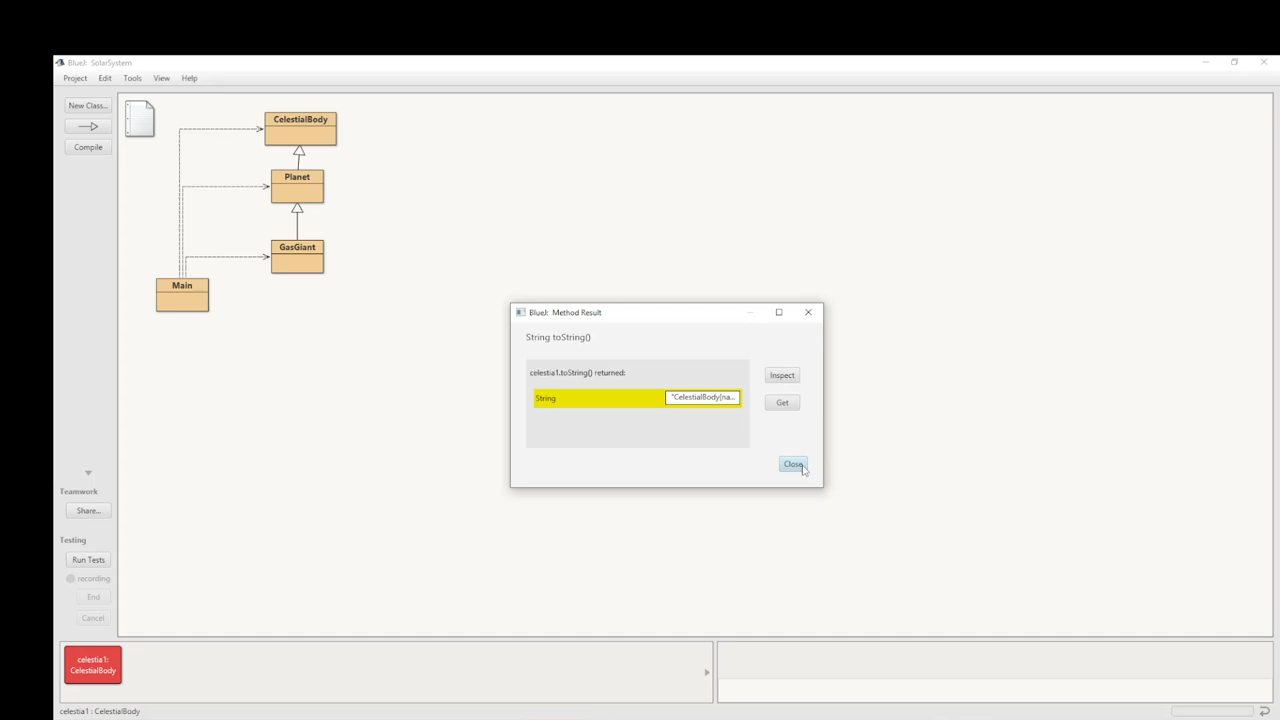 BlueJ: SolarSystem
Project Edit Tools View Help
New Class...
Compile
CelestialBody
Planet
GasGiant
Main
BlueJ: Method Result
String toString()
celestia1.toString() returned:
String "CelestialBody{na...
Inspect
Get
Close
Teamwork
Share...
Testing
Run Tests
recording
End
Cancel
celestia1:
CelestialBody
celestia1 : CelestialBody